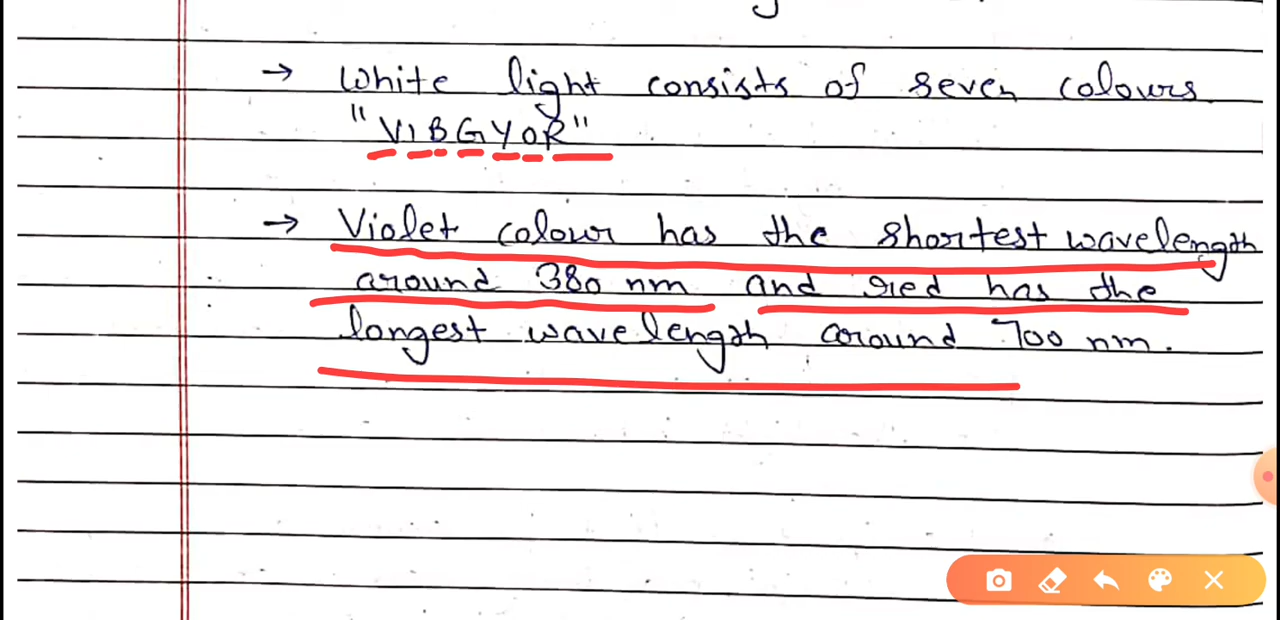 → White light consists of seven colours.
"VIBGYOR"
→ Violet colour has the shortest wavelength
around 380 nm and red has the
longest wavelength around 700 nm.